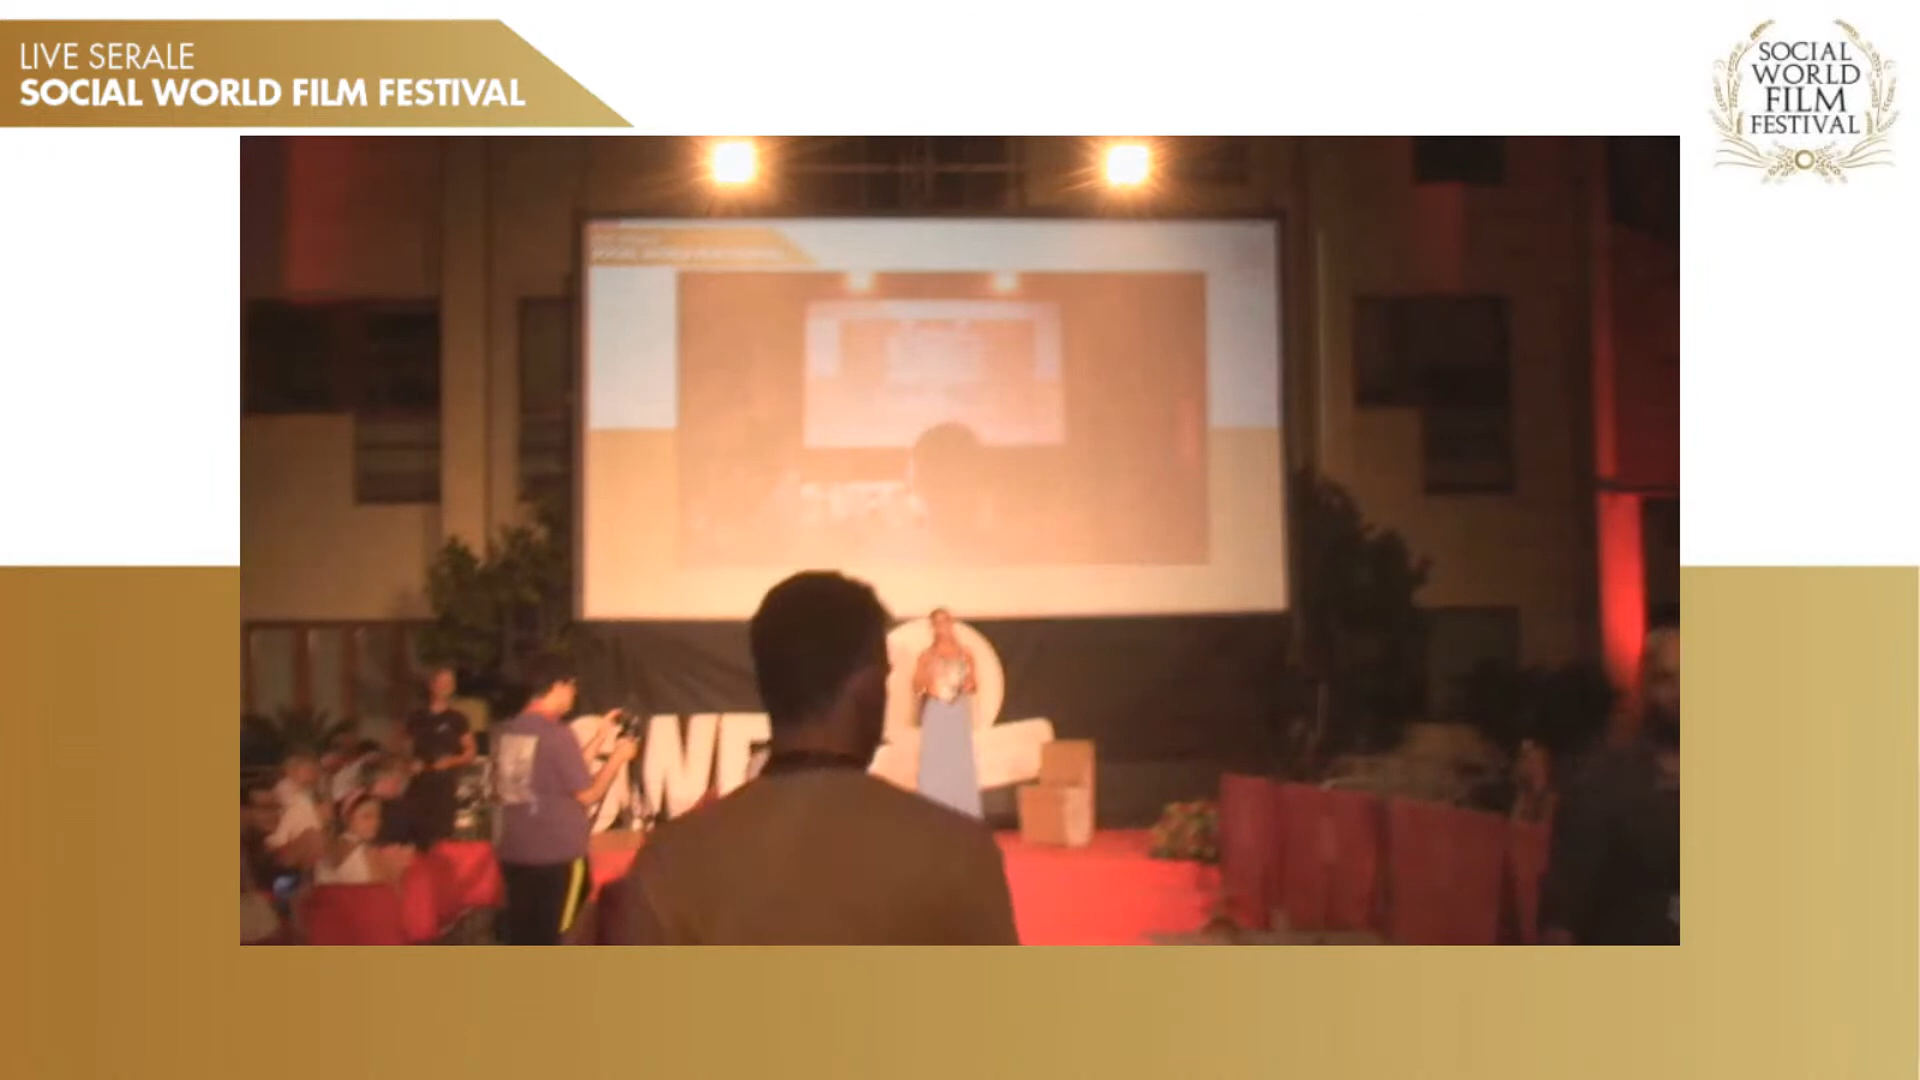 LIVE SERALE
SOCIAL WORLD FILM FESTIVAL
SOCIAL
WORLD
FILM
FESTIVAL